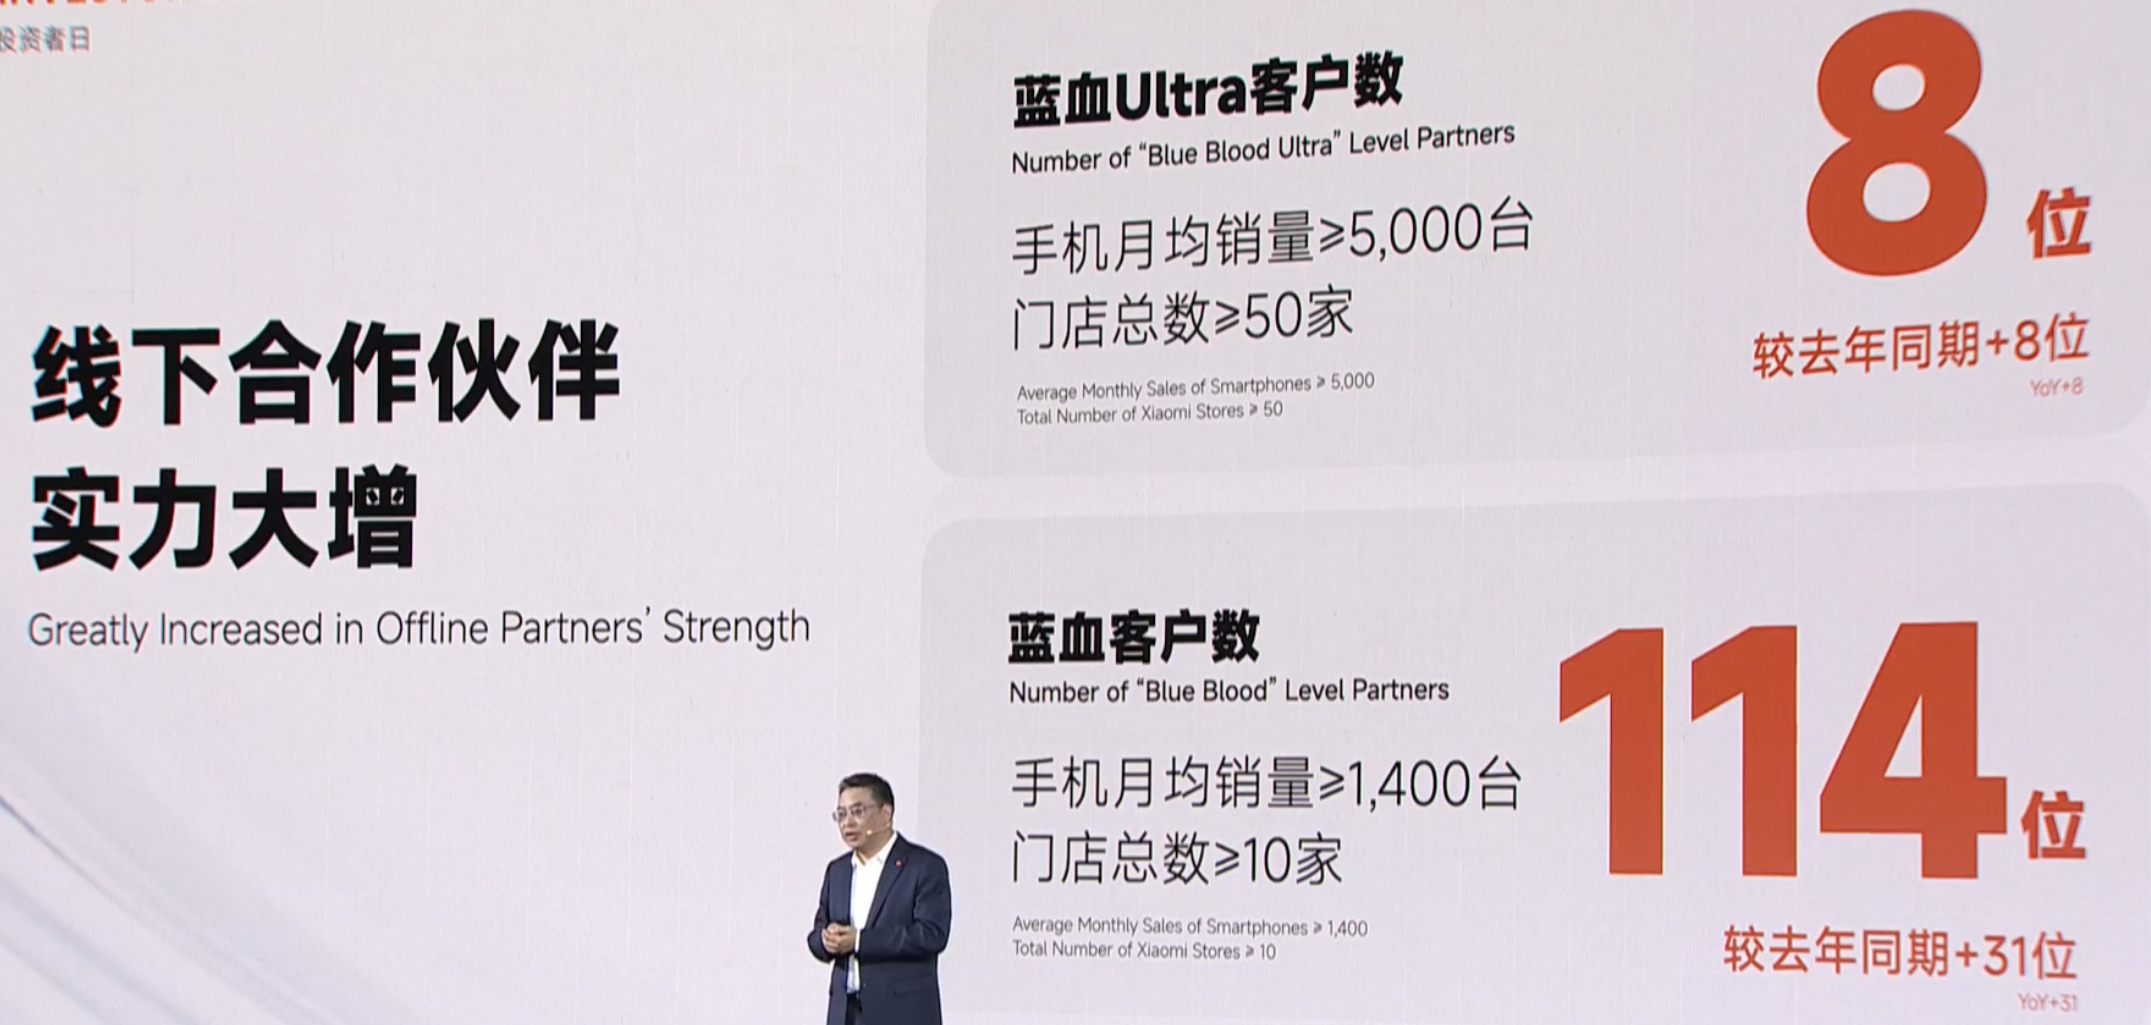 投资者日
线下合作伙伴
实力大增
Greatly Increased in Offline Partners’ Strength
蓝血Ultra客户数
Number of “Blue Blood Ultra” Level Partners
手机月均销量≥5,000台
门店总数≥50家
Average Monthly Sales of Smartphones ≥ 5,000
Total Number of Xiaomi Stores ≥ 50
8位
较去年同期+8位
YoY+8
蓝血客户数
Number of “Blue Blood” Level Partners
手机月均销量≥1,400台
门店总数≥10家
Average Monthly Sales of Smartphones ≥ 1,400
Total Number of Xiaomi Stores ≥ 10
114位
较去年同期+31位
YoY+31